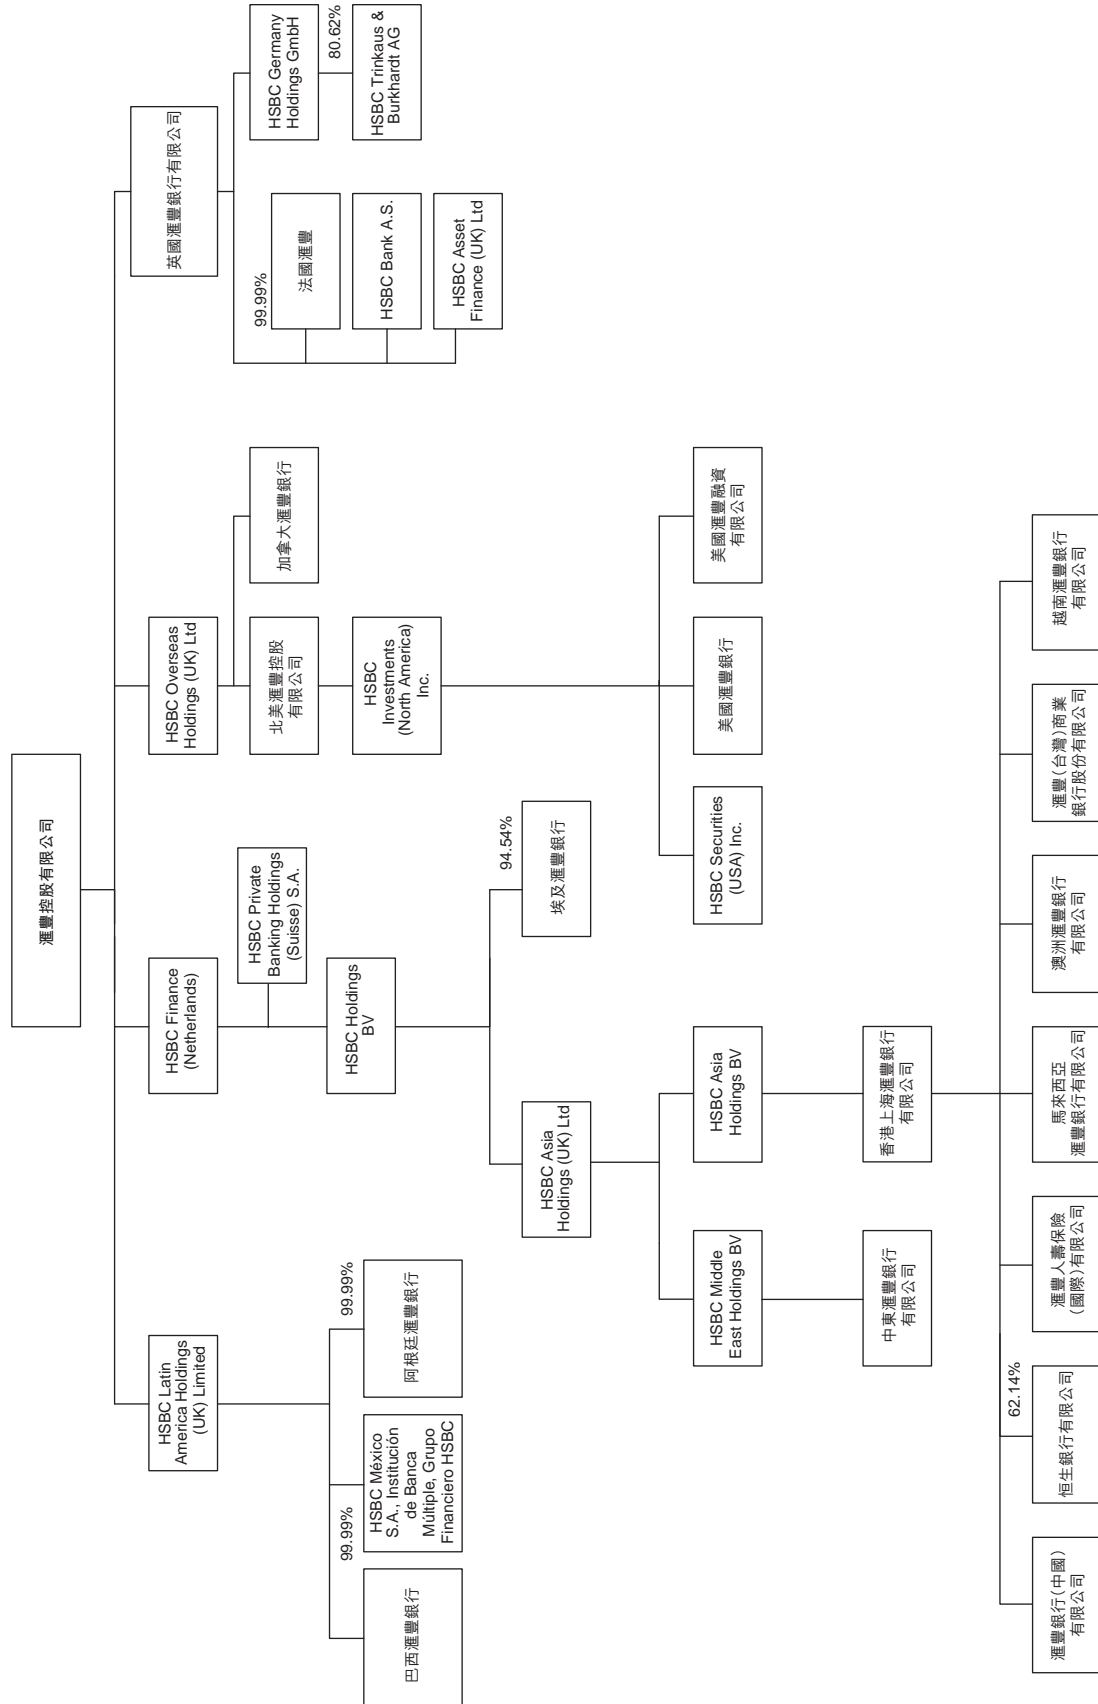 滙豐控股有限公司
HSBC Latin
America Holdings
(UK) Limited
HSBC Finance
(Netherlands)
HSBC Overseas
Holdings (UK) Ltd
英國滙豐銀行有限公司
HSBC Private
Banking Holdings
(Suisse) S.A.
北美滙豐控股
有限公司
加拿大滙豐銀行
99.99%
法國滙豐
HSBC Germany
Holdings GmbH
80.62%
99.99%
99.99%
巴西滙豐銀行
HSBC México
S.A., Institución
de Banca
Múltiple, Grupo
Financiero HSBC
阿根廷滙豐銀行
HSBC Holdings
BV
HSBC
Investments
(North America)
Inc.
HSBC Bank A.S.
HSBC Trinkaus &
Burkhardt AG
HSBC Asset
Finance (UK) Ltd
94.54%
HSBC Asia
Holdings (UK) Ltd
埃及滙豐銀行
HSBC Middle
East Holdings BV
HSBC Asia
Holdings BV
HSBC Securities
(USA) Inc.
美國滙豐銀行
美國滙豐融資
有限公司
中東滙豐銀行
有限公司
香港上海滙豐銀行
有限公司
62.14%
滙豐銀行(中國)
有限公司
恒生銀行有限公司
滙豐人壽保險
(國際)有限公司
馬來西亞
滙豐銀行有限公司
澳洲滙豐銀行
有限公司
滙豐(台灣)商業
銀行股份有限公司
越南滙豐銀行
有限公司